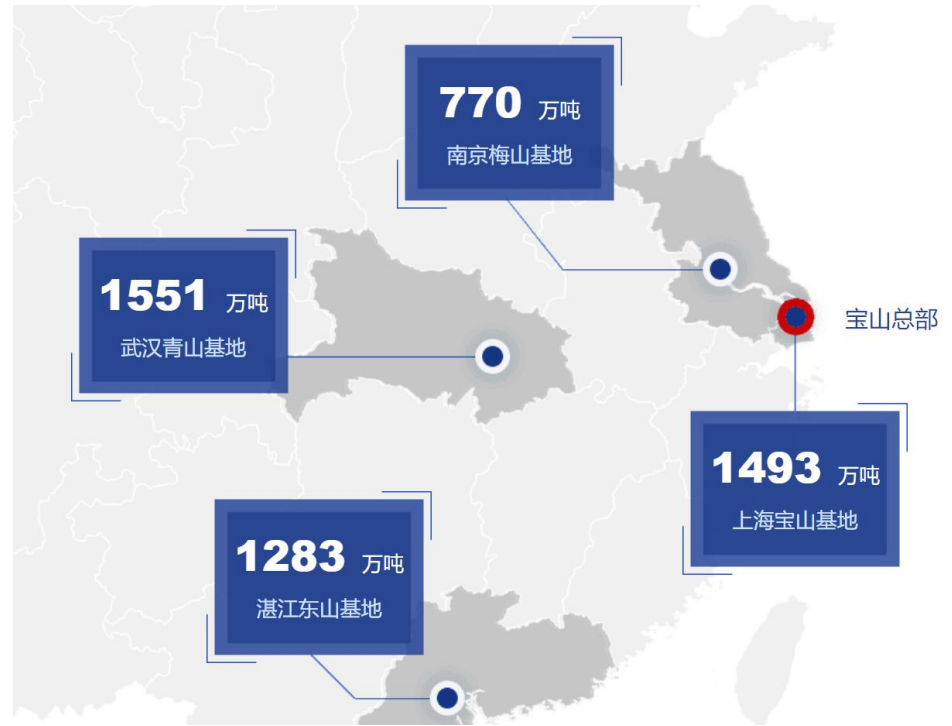 770 万吨
南京梅山基地
1551 万吨
武汉青山基地
宝山总部
1493 万吨
上海宝山基地
1283 万吨
湛江东山基地